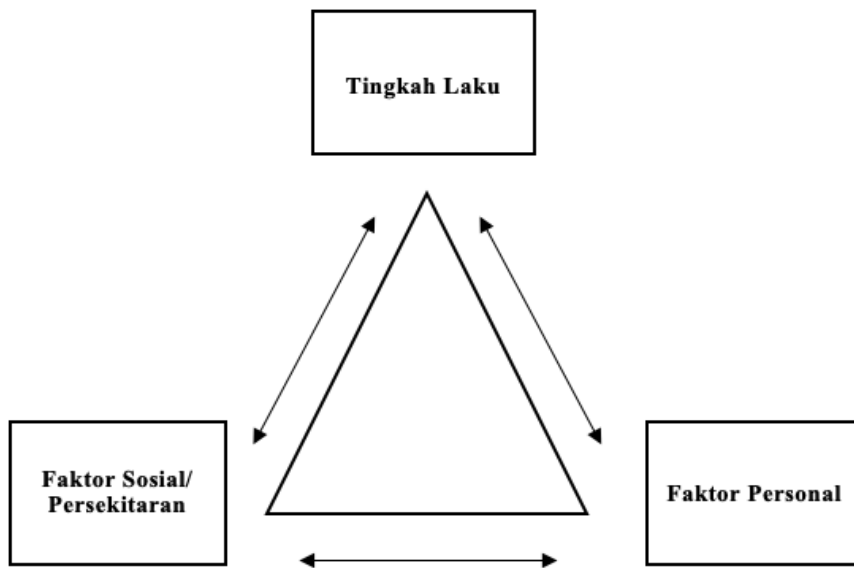 Tingkah Laku
Faktor Sosial/
Persekitaran
Faktor Personal